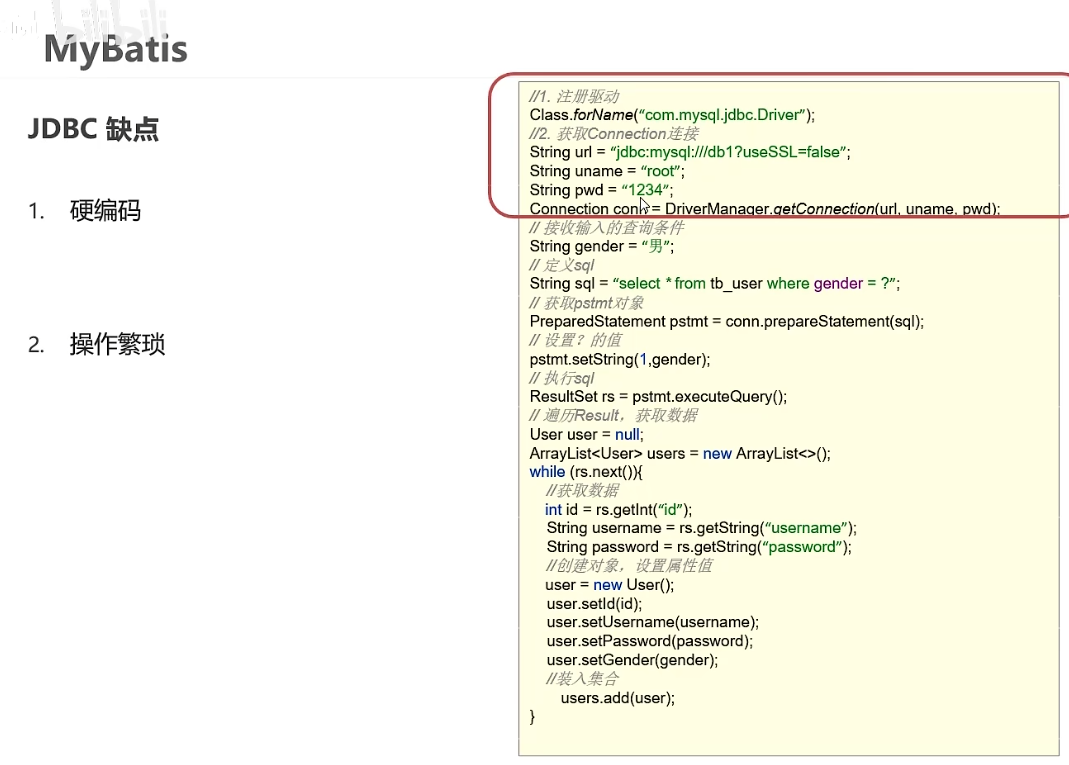 bilibili
MyBatis
JDBC 缺点
1. 硬编码
2. 操作繁琐
//1. 注册驱动
Class.forName(“com.mysql.jdbc.Driver”);
//2. 获取Connection连接
String url = “jdbc:mysql:///db1?useSSL=false”;
String uname = “root”;
String pwd = “1234”;
Connection conn = DriverManager.getConnection(url, uname, pwd);
// 接收输入的查询条件
String gender = “男”;
// 定义sql
String sql = “select * from tb_user where gender = ?”;
// 获取pstmt对象
PreparedStatement pstmt = conn.prepareStatement(sql);
// 设置？的值
pstmt.setString(1,gender);
// 执行sql
ResultSet rs = pstmt.executeQuery();
// 遍历Result，获取数据
User user = null;
ArrayList<User> users = new ArrayList<>();
while (rs.next()){
//获取数据
int id = rs.getInt(“id”);
String username = rs.getString(“username”);
String password = rs.getString(“password”);
//创建对象，设置属性值
user = new User();
user.setId(id);
user.setUsername(username);
user.setPassword(password);
user.setGender(gender);
//装入集合
users.add(user);
}